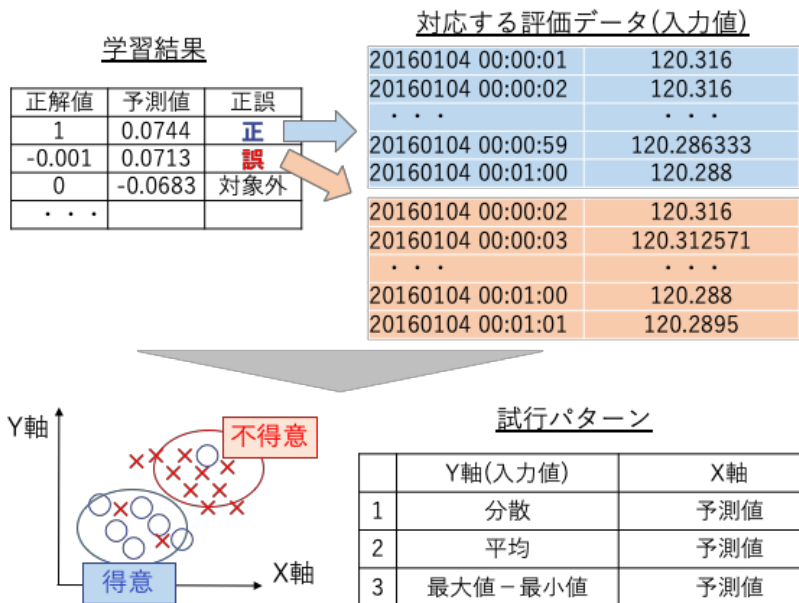 学習結果
正解値 予測値 正誤
1 0.0744 正
-0.001 0.0713 誤
0 -0.0683 対象外
・・・
対応する評価データ(入力値)
20160104 00:00:01 120.316
20160104 00:00:02 120.316
・・・ ・・・
20160104 00:00:59 120.286333
20160104 00:01:00 120.288
20160104 00:00:02 120.316
20160104 00:00:03 120.312571
・・・ ・・・
20160104 00:01:00 120.288
20160104 00:01:01 120.2895
Y軸
不得意
得意
X軸
試行パターン
Y軸(入力値) X軸
1 分散 予測値
2 平均 予測値
3 最大値－最小値 予測値